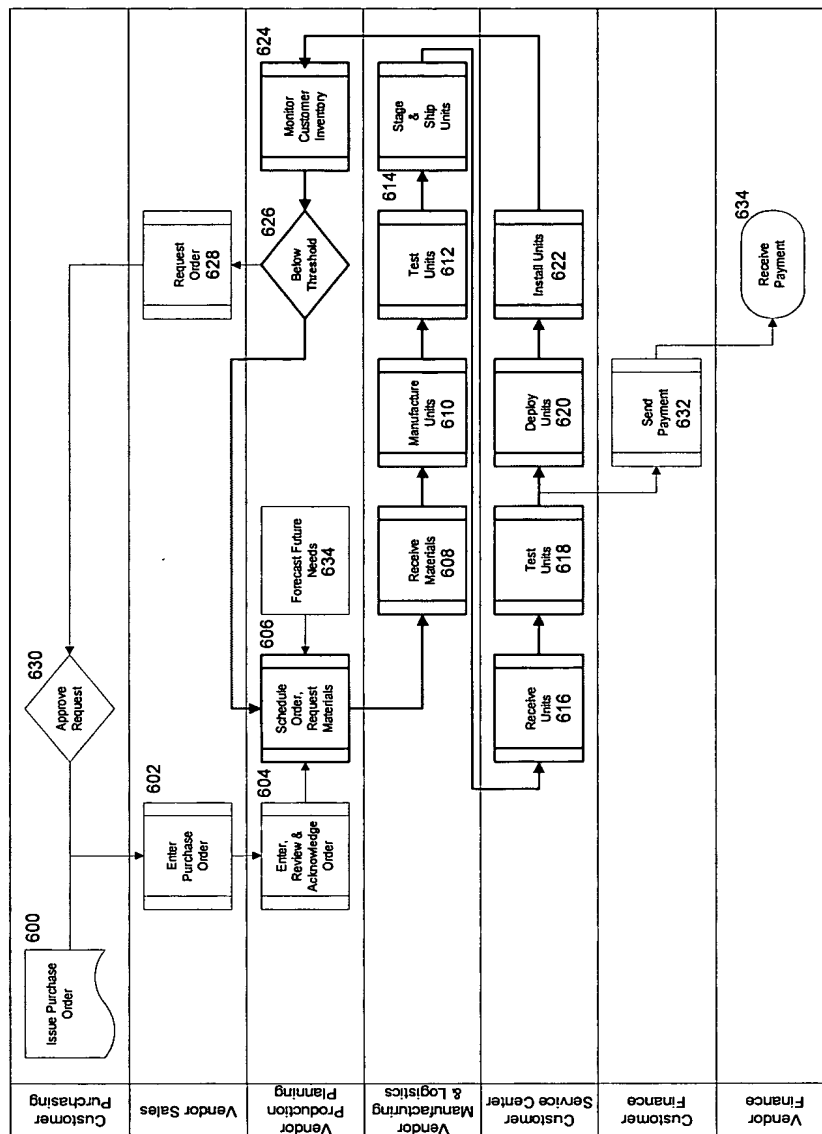 Customer
Purchasing
Issue Purchase
Order
600
Approve
Request
630
Vendor Sales
Enter
Purchase
Order
602
Request
Order
628
Vendor
Production
Planning
Enter,
Review &
Acknowledge
Order
604
Schedule
Order,
Request
Materials
606
Forecast Future
Needs
634
Below
Threshold
626
Monitor
Customer
Inventory
624
Vendor
Manufacturing
& Logistics
Receive
Materials
608
Manufacture
Units
610
Test
Units
612
614
Stage
&
Ship
Units
Customer
Service Center
Receive
Units
616
Test
Units
618
Deploy
Units
620
Install Units
622
Customer
Finance
Send
Payment
632
Vendor
Finance
Receive
Payment
634